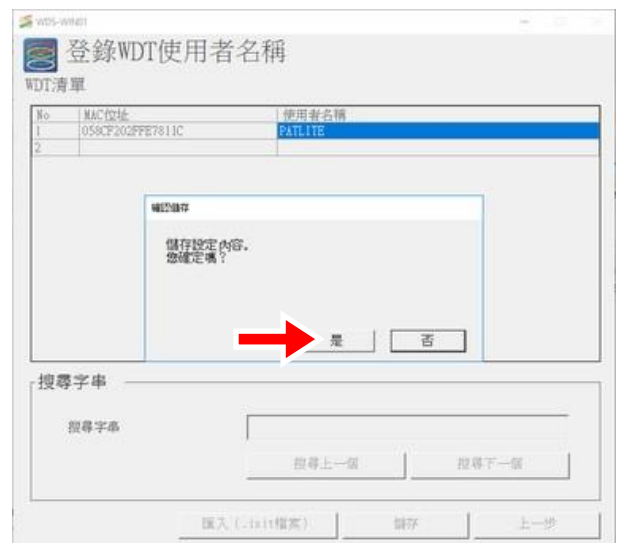 WDS-WIN01
登錄WDT使用者名稱
WDT清單
No MAC位址 使用者名稱
1 058CF202FFE7811C PATLITE
2
確認儲存
儲存設定內容。
您確定嗎？
是 否
搜尋字串
搜尋字串
搜尋上一個 搜尋下一個
匯入(.init檔案) 儲存 上一步